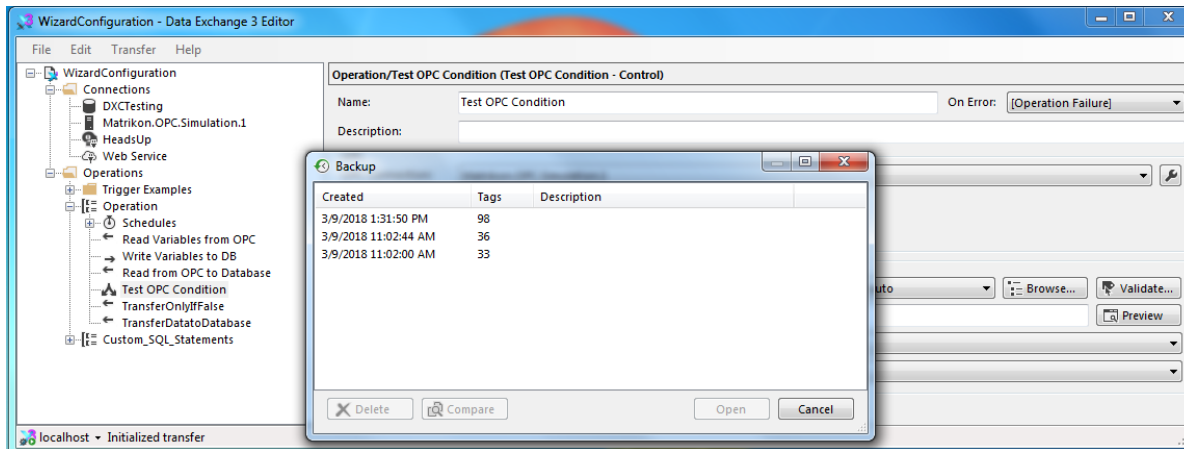 WizardConfiguration - Data Exchange 3 Editor
File Edit Transfer Help
WizardConfiguration
Connections
DXCTesting
Matrikon.OPC.Simulation.1
HeadsUp
Web Service
Operations
Trigger Examples
Operation
Schedules
Read Variables from OPC
Write Variables to DB
Read from OPC to Database
Test OPC Condition
TransferOnlyIfFalse
TransferDatatoDatabase
Custom_SQL_Statements
Operation/Test OPC Condition (Test OPC Condition - Control)
Name: Test OPC Condition On Error: [Operation Failure]
Description:
Backup
Created Tags Description
3/9/2018 1:31:50 PM 98
3/9/2018 11:02:44 AM 36
3/9/2018 11:02:00 AM 33
Delete Compare Open Cancel
Browse... Validate...
Preview
localhost Initialized transfer